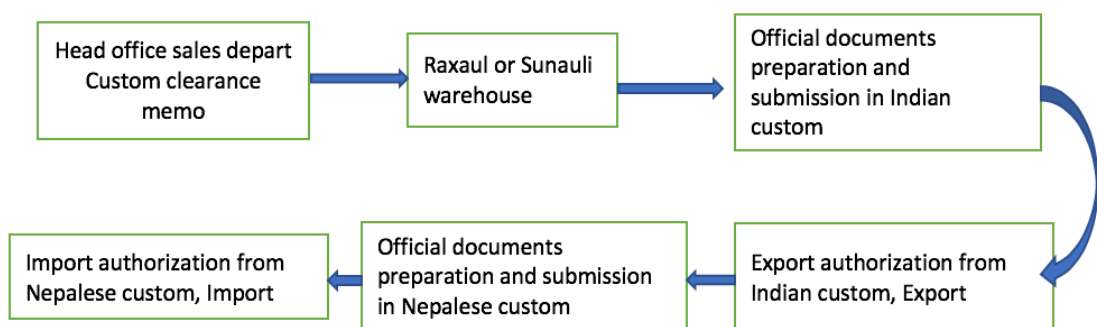 Head office sales depart
Custom clearance
memo
Raxaul or Sunauli
warehouse
Official documents
preparation and
submission in Indian
custom
Export authorization from
Indian custom, Export
Official documents
preparation and submission
in Nepalese custom
Import authorization from
Nepalese custom, Import